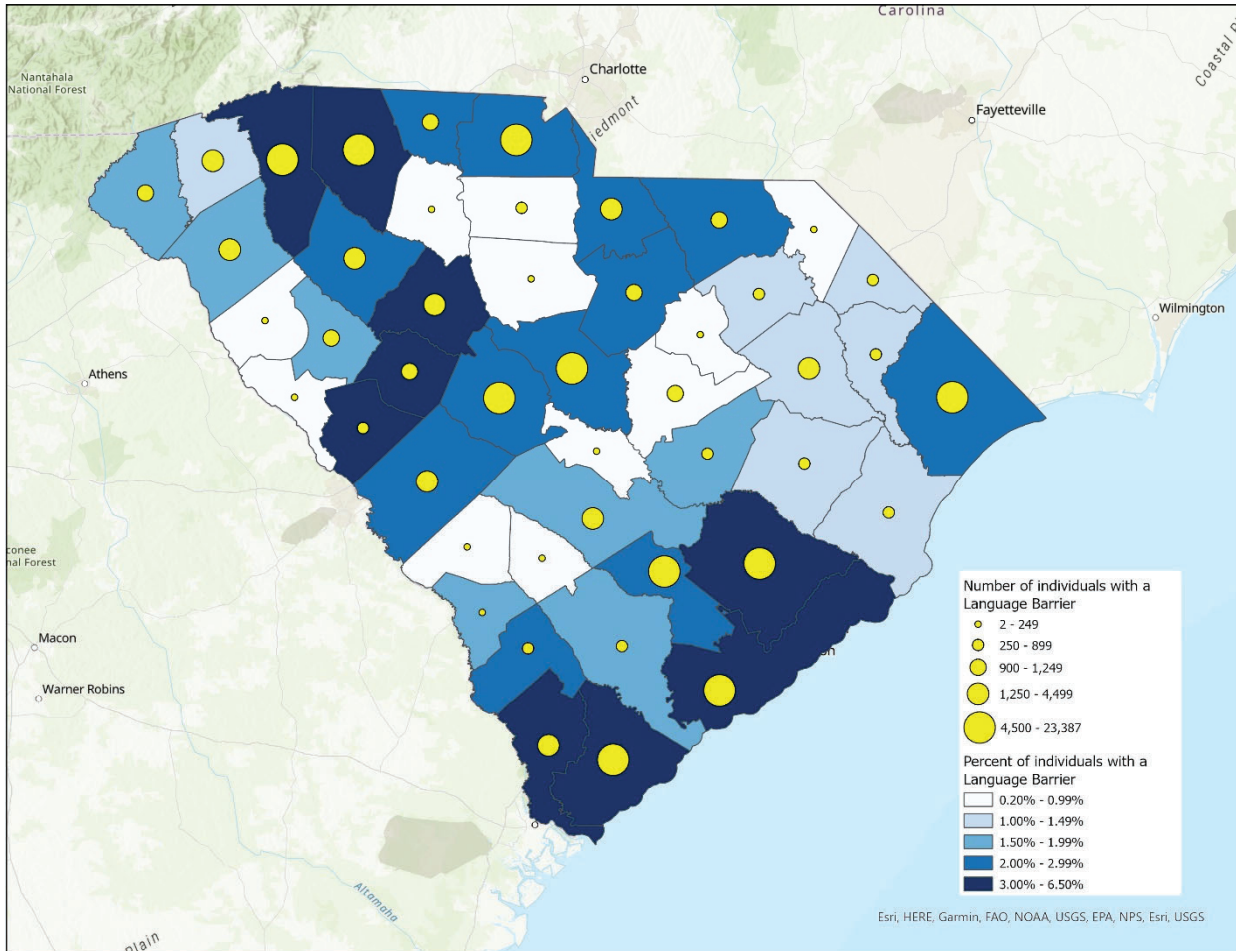 Carolina
Coastal Pl
Nantahala
National Forest
Charlotte
iedmont
Fayetteville
Wilmington
Athens
conee
nal Forest
Macon
Warner Robins
on
Altamaha
Plain
Number of individuals with a
Language Barrier
2 - 249
250 - 899
900 - 1,249
1,250 - 4,499
4,500 - 23,387
Percent of individuals with a
Language Barrier
0.20% - 0.99%
1.00% - 1.49%
1.50% - 1.99%
2.00% - 2.99%
3.00% - 6.50%
Esri, HERE, Garmin, FAO, NOAA, USGS, EPA, NPS, Esri, USGS